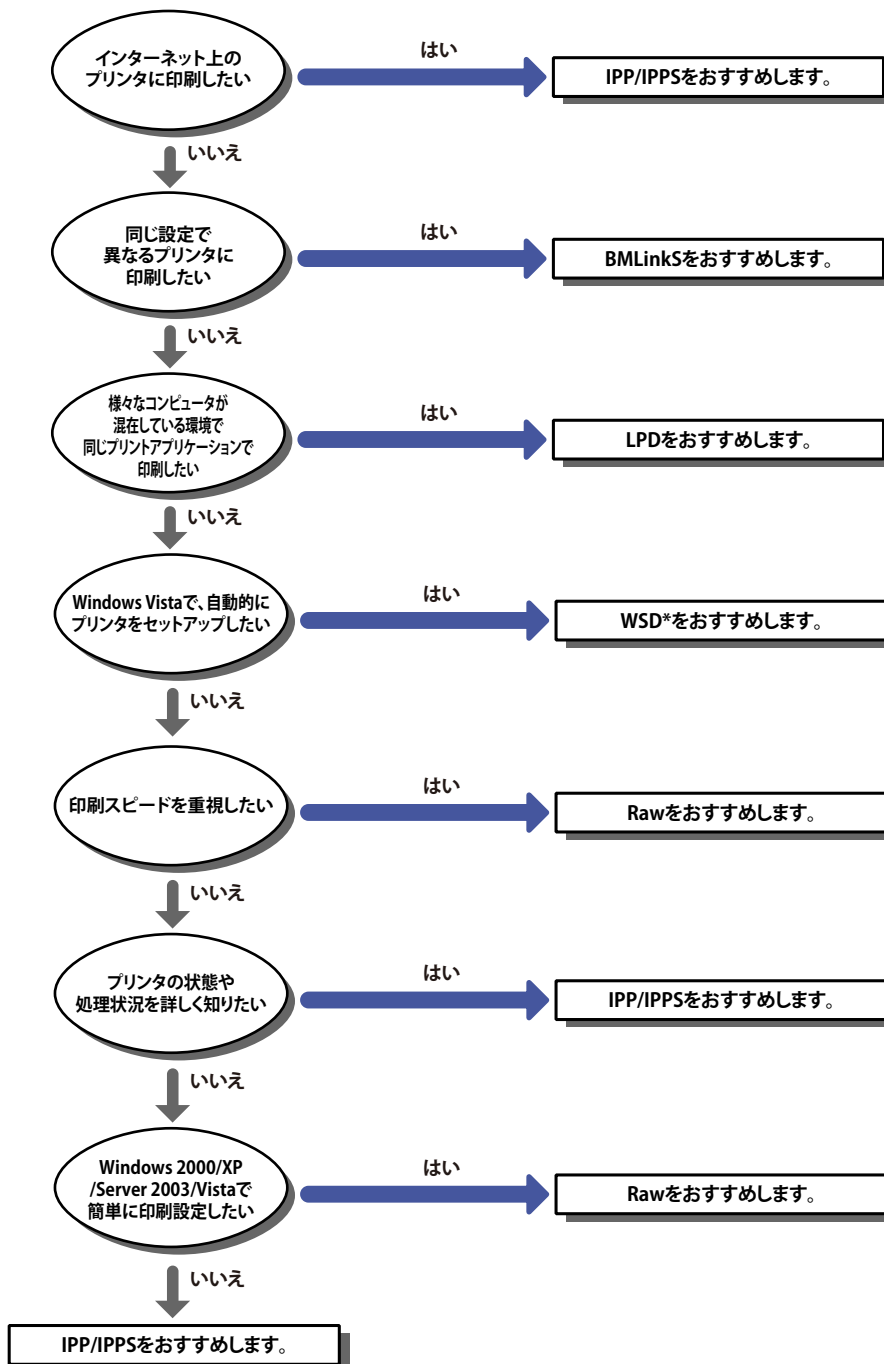 インターネット上の
プリンタに印刷したい
はい
IPP/IPPSをおすすめします。
いいえ
同じ設定で
異なるプリンタに
印刷したい
はい
BMLinkSをおすすめします。
いいえ
様々なコンピュータが
混在している環境で
同じプリントアプリケーションで
印刷したい
はい
LPDをおすすめします。
いいえ
Windows Vistaで、自動的に
プリンタをセットアップしたい
はい
WSD*をおすすめします。
いいえ
印刷スピードを重視したい
はい
Rawをおすすめします。
いいえ
プリンタの状態や
処理状況を詳しく知りたい
はい
IPP/IPPSをおすすめします。
いいえ
Windows 2000/XP
/Server 2003/Vistaで
簡単に印刷設定したい
はい
Rawをおすすめします。
いいえ
IPP/IPPSをおすすめします。